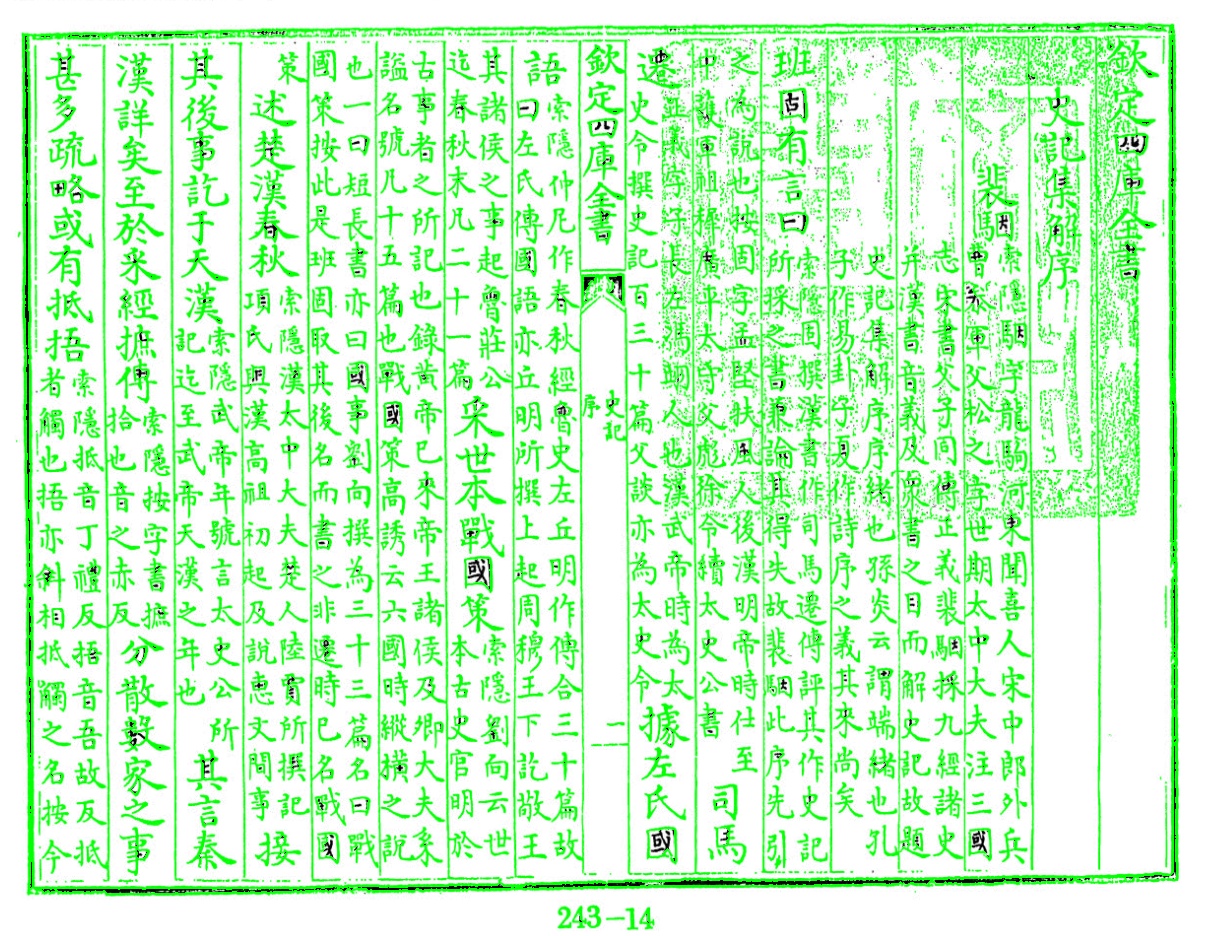 欽定四庫全書
史記集解序
裴駰
索隱駰字龍駒河東聞喜人宋中郎外兵
曹參軍父松之字世期太中大夫注三國
志宋書父子同傳正義裴駰採九經諸史
并漢書音義及眾書之目而解史記故題
史記集解序序緒也孫炎云謂端緒也孔
子作易卦子夏作詩序之義其來尚矣
班固有言曰
索隱固撰漢書作司馬遷傳評其作史記
所採之書兼論其得失故裴駰此序先引
之為說也按固字孟堅扶風人後漢明帝時仕至
中護軍祖穉廣平太守父彪徐令續太史公書
司馬
遷
正義字子長左馮翊人也漢武帝時為太
史令撰史記百三十篇父談亦為太史令
據左氏國
欽定四庫全書
史記
序
一
語
索隱仲尼作春秋經魯史左丘明作傳合三十篇故
曰左氏傳國語亦丘明所撰上起周穆王下訖敬王
其諸侯之事起魯莊公
迄春秋末凡二十一篇
采世本戰國策
索隱劉向云世
本古史官明於
古事者之所記也錄黃帝已來帝王諸侯及卿大夫系
諡名號凡十五篇也戰國策高誘云六國時縱橫之說
也一曰短長書亦曰國事劉向撰為三十三篇名曰戰
國策按此是班固取其後名而書之非遷時已名戰國
策
述楚漢春秋
索隱漢太中大夫楚人陸賈所撰記
項氏與漢高祖初起及說惠文間事
接
其後事訖于天漢
索隱武帝年號言太史公所
記迄至武帝天漢之年也
其言秦
漢詳矣至於采經摭傳
索隱按字書摭
拾也音之亦反
分散數家之事
甚多疏略或有抵捂
索隱抵音丁禮反捂音吾故反抵
者觸也捂亦斜相抵觸之名按今
243-14